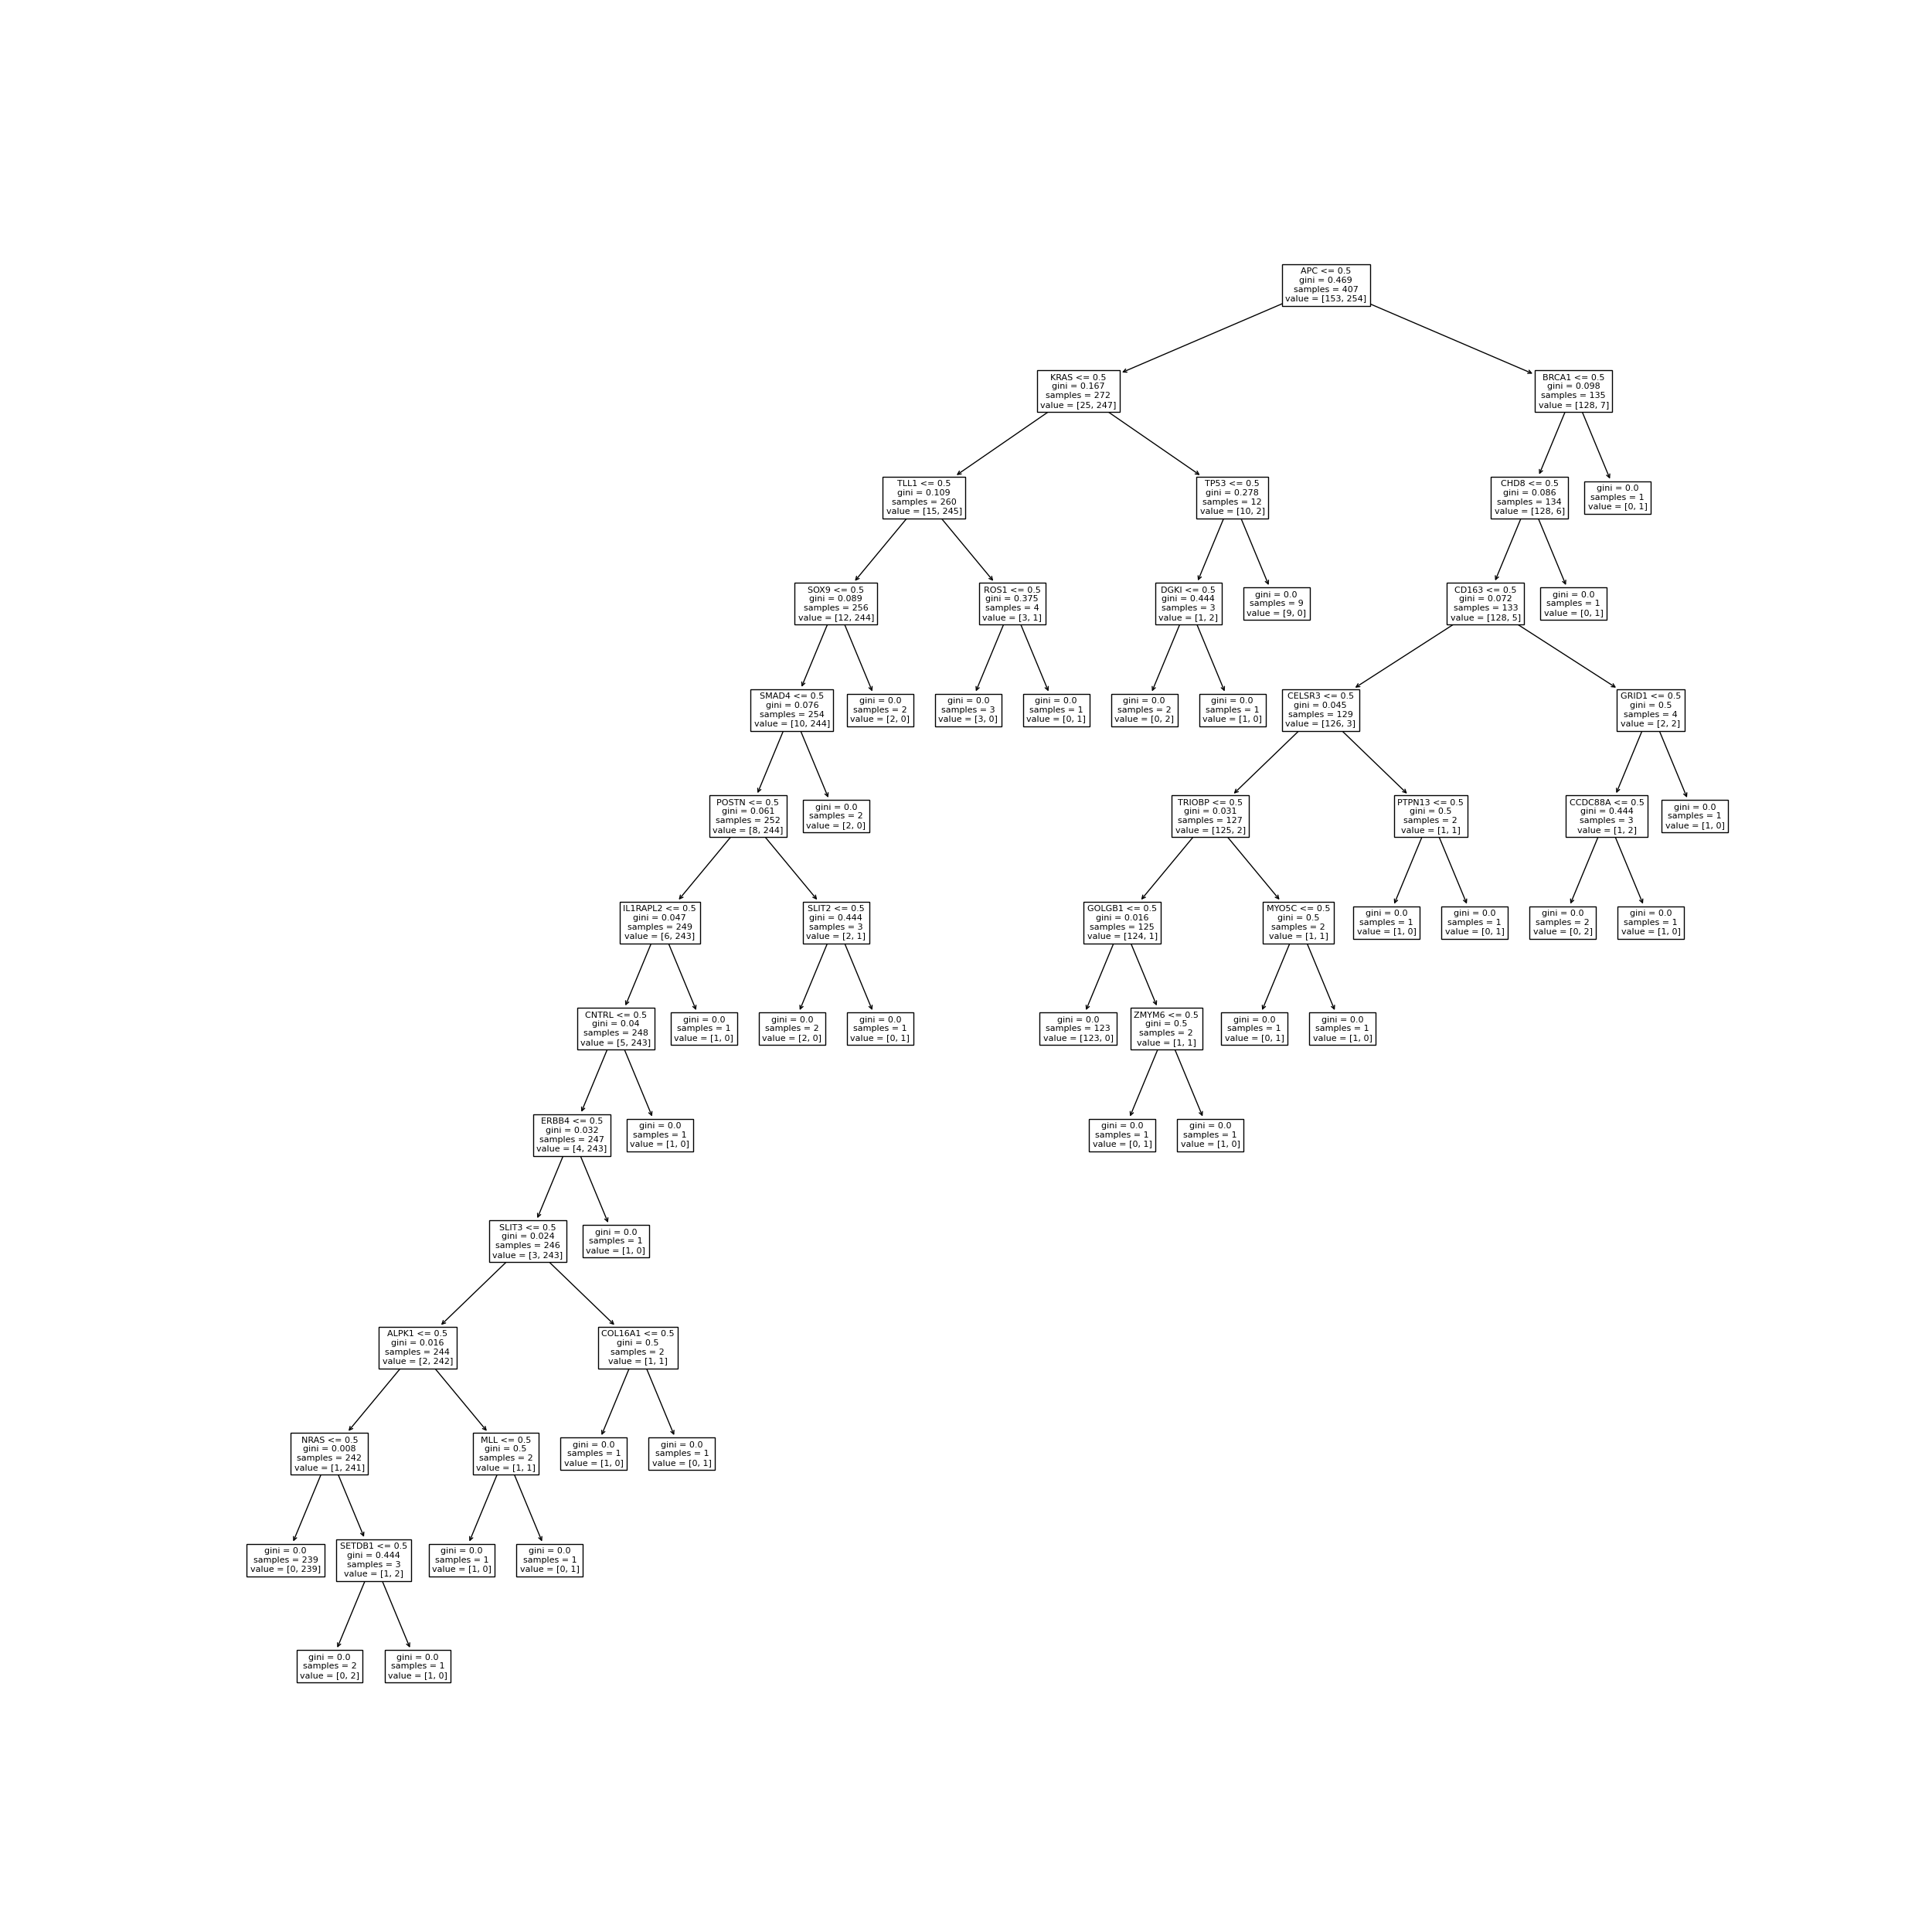 APC <= 0.5
gini = 0.469
samples = 407
value = [153, 254]
KRAS <= 0.5
gini = 0.167
samples = 272
value = [25, 247]
BRCA1 <= 0.5
gini = 0.098
samples = 135
value = [128, 7]
TLL1 <= 0.5
gini = 0.109
samples = 260
value = [15, 245]
TP53 <= 0.5
gini = 0.278
samples = 12
value = [10, 2]
CHD8 <= 0.5
gini = 0.086
samples = 134
value = [128, 6]
gini = 0.0
samples = 1
value = [0, 1]
SOX9 <= 0.5
gini = 0.089
samples = 256
value = [12, 244]
ROS1 <= 0.5
gini = 0.375
samples = 4
value = [3, 1]
DGKI <= 0.5
gini = 0.444
samples = 3
value = [1, 2]
gini = 0.0
samples = 9
value = [9, 0]
CD163 <= 0.5
gini = 0.072
samples = 133
value = [128, 5]
gini = 0.0
samples = 1
value = [0, 1]
SMAD4 <= 0.5
gini = 0.076
samples = 254
value = [10, 244]
gini = 0.0
samples = 2
value = [2, 0]
gini = 0.0
samples = 3
value = [3, 0]
gini = 0.0
samples = 1
value = [0, 1]
gini = 0.0
samples = 2
value = [0, 2]
gini = 0.0
samples = 1
value = [1, 0]
CELSR3 <= 0.5
gini = 0.045
samples = 129
value = [126, 3]
GRID1 <= 0.5
gini = 0.5
samples = 4
value = [2, 2]
POSTN <= 0.5
gini = 0.061
samples = 252
value = [8, 244]
gini = 0.0
samples = 2
value = [2, 0]
TRIOBP <= 0.5
gini = 0.031
samples = 127
value = [125, 2]
PTPN13 <= 0.5
gini = 0.5
samples = 2
value = [1, 1]
CCDC88A <= 0.5
gini = 0.444
samples = 3
value = [1, 2]
gini = 0.0
samples = 1
value = [1, 0]
IL1RAPL2 <= 0.5
gini = 0.047
samples = 249
value = [6, 243]
SLIT2 <= 0.5
gini = 0.444
samples = 3
value = [2, 1]
GOLGB1 <= 0.5
gini = 0.016
samples = 125
value = [124, 1]
MYO5C <= 0.5
gini = 0.5
samples = 2
value = [1, 1]
gini = 0.0
samples = 1
value = [1, 0]
gini = 0.0
samples = 1
value = [0, 1]
gini = 0.0
samples = 2
value = [0, 2]
gini = 0.0
samples = 1
value = [1, 0]
CNTRL <= 0.5
gini = 0.04
samples = 248
value = [5, 243]
gini = 0.0
samples = 1
value = [1, 0]
gini = 0.0
samples = 2
value = [2, 0]
gini = 0.0
samples = 1
value = [0, 1]
gini = 0.0
samples = 123
value = [123, 0]
ZMYM6 <= 0.5
gini = 0.5
samples = 2
value = [1, 1]
gini = 0.0
samples = 1
value = [0, 1]
gini = 0.0
samples = 1
value = [1, 0]
ERBB4 <= 0.5
gini = 0.032
samples = 247
value = [4, 243]
gini = 0.0
samples = 1
value = [1, 0]
gini = 0.0
samples = 1
value = [0, 1]
gini = 0.0
samples = 1
value = [1, 0]
SLIT3 <= 0.5
gini = 0.024
samples = 246
value = [3, 243]
gini = 0.0
samples = 1
value = [1, 0]
ALPK1 <= 0.5
gini = 0.016
samples = 244
value = [2, 242]
COL16A1 <= 0.5
gini = 0.5
samples = 2
value = [1, 1]
NRAS <= 0.5
gini = 0.008
samples = 242
value = [1, 241]
MLL <= 0.5
gini = 0.5
samples = 2
value = [1, 1]
gini = 0.0
samples = 1
value = [1, 0]
gini = 0.0
samples = 1
value = [0, 1]
gini = 0.0
samples = 239
value = [0, 239]
SETDB1 <= 0.5
gini = 0.444
samples = 3
value = [1, 2]
gini = 0.0
samples = 1
value = [1, 0]
gini = 0.0
samples = 1
value = [0, 1]
gini = 0.0
samples = 2
value = [0, 2]
gini = 0.0
samples = 1
value = [1, 0]